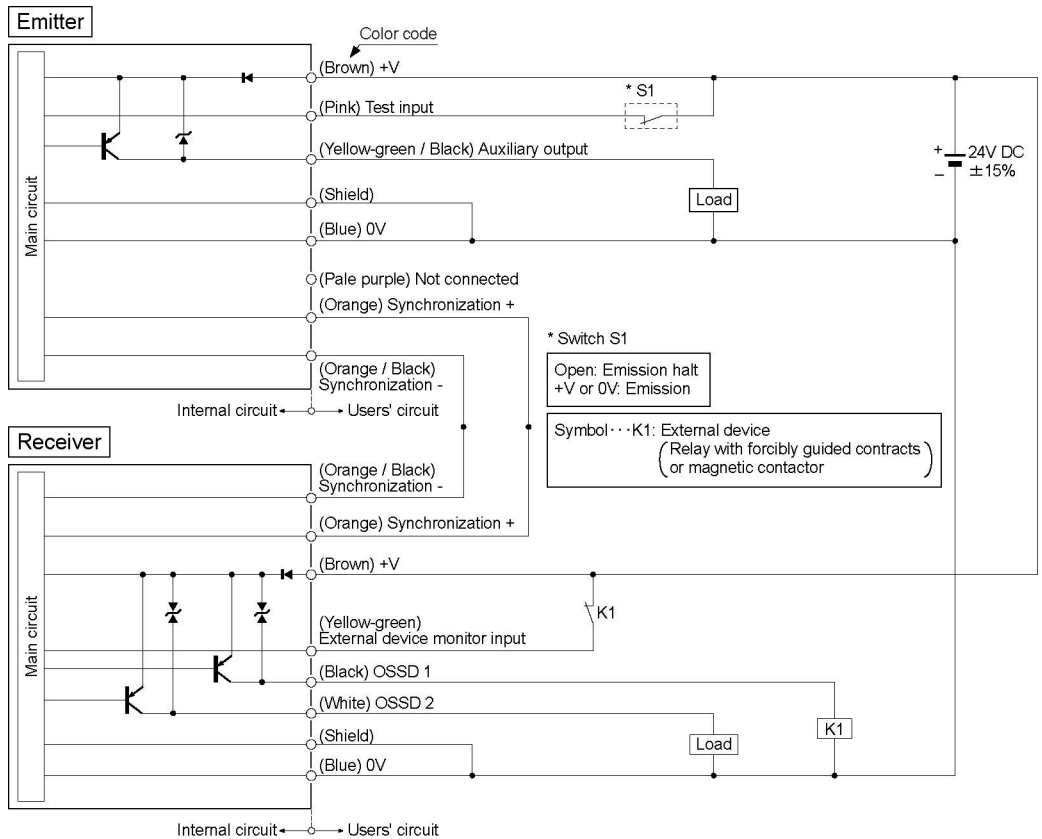 Emitter
Color code
(Brown) +V
* S1
(Pink) Test input
(Yellow-green / Black) Auxiliary output
+
24V DC
−
±15%
Load
(Shield)
(Blue) 0V
Main circuit
(Pale purple) Not connected
(Orange) Synchronization +
(Orange / Black)
Synchronization -
* Switch S1
Open: Emission halt
+V or 0V: Emission
Internal circuit
Users' circuit
Symbol···K1: External device
(Relay with forcibly guided contracts
or magnetic contactor)
Receiver
(Orange / Black)
Synchronization -
(Orange) Synchronization +
(Brown) +V
K1
(Yellow-green)
External device monitor input
Main circuit
(Black) OSSD 1
(White) OSSD 2
K1
Load
(Shield)
(Blue) 0V
Internal circuit
Users' circuit